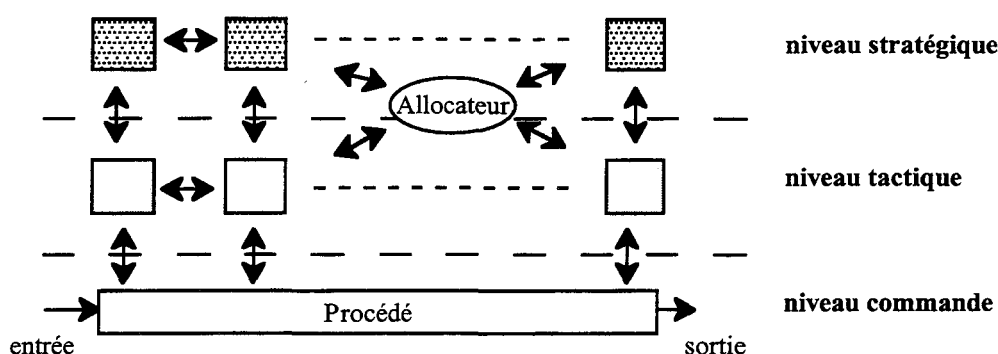 niveau stratégique
Allocateur
niveau tactique
Procédé
niveau commande
entrée
sortie